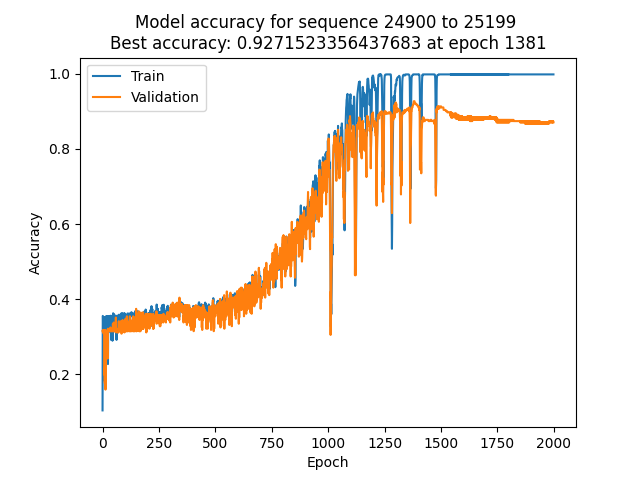 Model accuracy for sequence 24900 to 25199
Best accuracy: 0.9271523356437683 at epoch 1381
Train
Validation
1.0
0.8
0.6
0.4
0.2
Accuracy
0 250 500 750 1000 1250 1500 1750 2000
Epoch